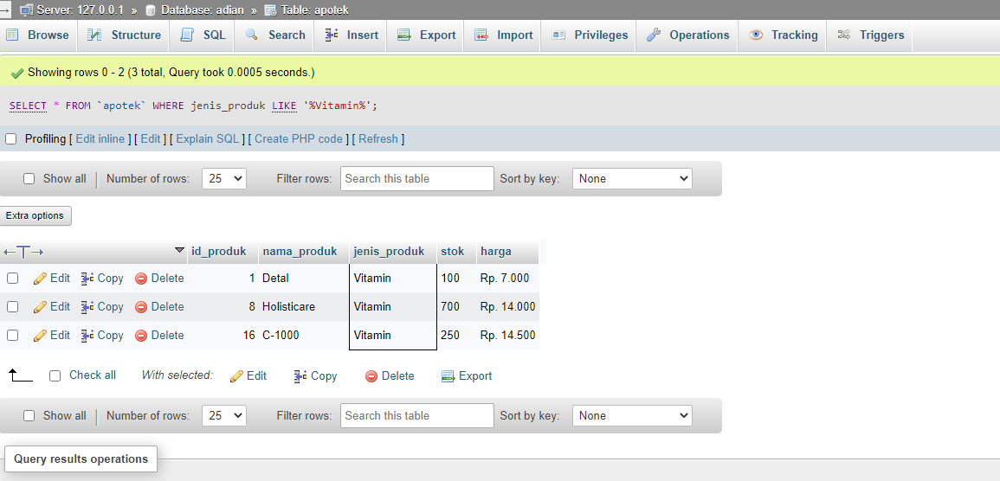 Server: 127.0.0.1 » Database: adian » Table: apotek
Browse Structure SQL Search Insert Export Import Privileges Operations Tracking Triggers
Showing rows 0 - 2 (3 total, Query took 0.0005 seconds.)
SELECT * FROM `apotek` WHERE jenis_produk LIKE '%Vitamin%';
Profiling [ Edit inline ] [ Edit ] [ Explain SQL ] [ Create PHP code ] [ Refresh ]
Show all Number of rows: 25 Filter rows: Search this table Sort by key: None
Extra options
id_produk nama_produk jenis_produk stok harga
Edit Copy Delete 1 Detal Vitamin 100 Rp. 7.000
Edit Copy Delete 8 Holisticare Vitamin 700 Rp. 14.000
Edit Copy Delete 16 C-1000 Vitamin 250 Rp. 14.500
Check all With selected: Edit Copy Delete Export
Show all Number of rows: 25 Filter rows: Search this table Sort by key: None
Query results operations